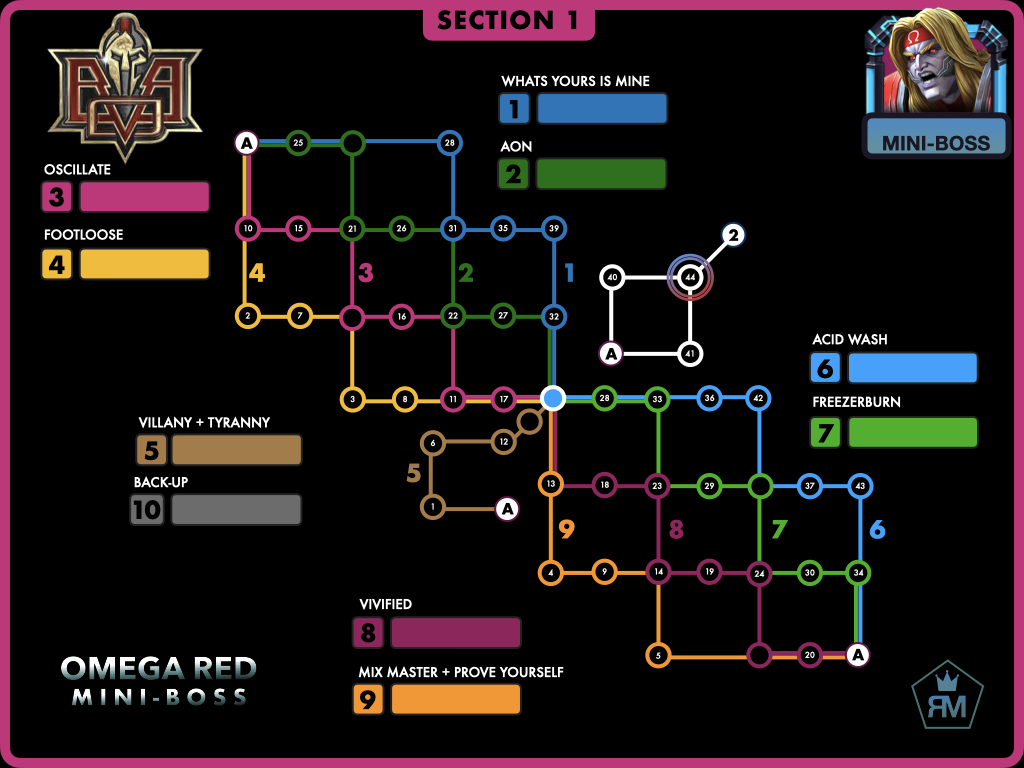 SECTION 1
AVA
Ω
MINI-BOSS
WHATS YOURS IS MINE
1
AON
2
OSCILLATE
3
FOOTLOOSE
4
A 25 28
10 15 21 26 31 35 39
2
4 3 2 1
40 44
2 7 16 22 27 32
A 41
ACID WASH
6
FREEZERBURN
7
3 8 11 17 28 33 36 42
VILLANY + TYRANNY
5
BACK-UP
10
6 12
5
1 A
13 18 23 29 37 43
9 8 7 6
4 9 14 19 24 30 34
VIVIFIED
8
5 20 A
MIX MASTER + PROVE YOURSELF
9
OMEGA RED
MINI-BOSS
RM